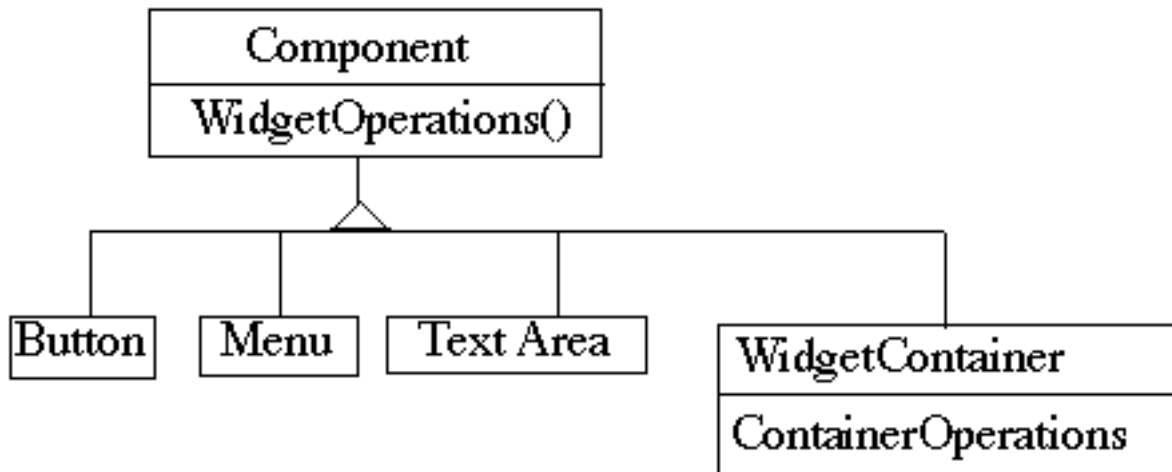 Component
WidgetOperations()
Button
Menu
Text Area
WidgetContainer
ContainerOperations